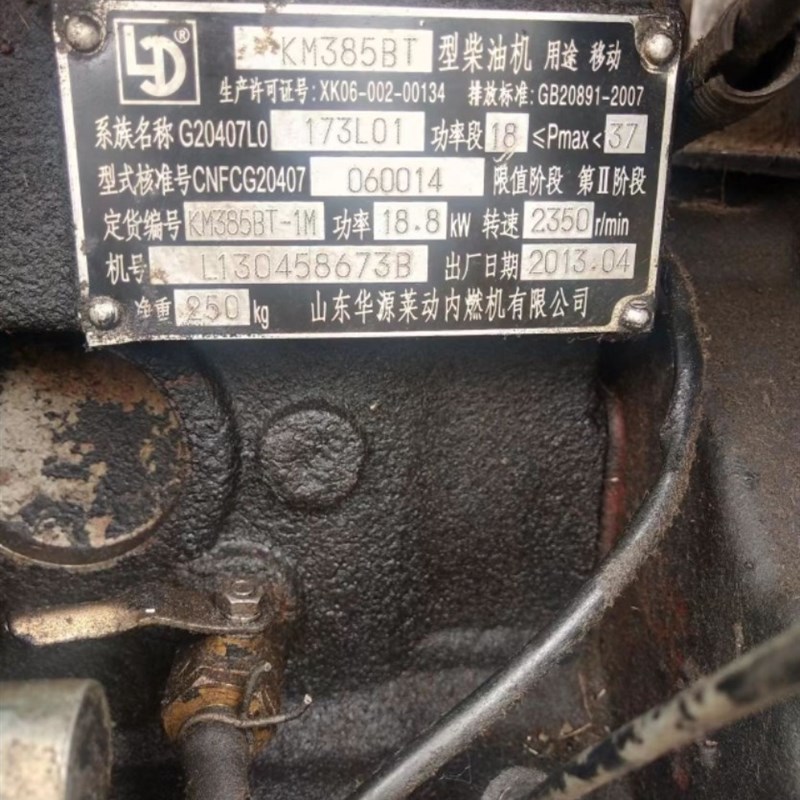 LD® KM385BT 型柴油机 用途 移动
生产许可证号:XK06-002-00134 排放标准:GB20891-2007
系族名称 G20407L0 173L01 功率段 18 ≤Pmax< 37
型式核准号 CNFCG20407 060014 限值阶段 第Ⅱ阶段
定货编号 KM385BT-1M 功率 18.8 kW 转速 2350 r/min
机号 L130458673B 出厂日期 2013.04
净重 250 kg 山东华源莱动内燃机有限公司